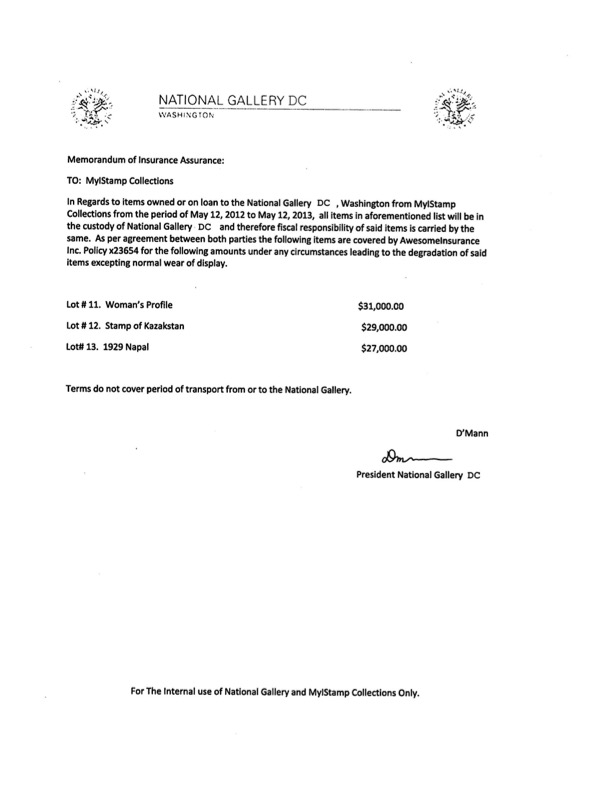 NATIONAL GALLERY DC
WASHINGTON
Memorandum of Insurance Assurance:
TO: MyIStamp Collections
In Regards to items owned or on loan to the National Gallery DC , Washington from MyIStamp
Collections from the period of May 12, 2012 to May 12, 2013, all items in aforementioned list will be in
the custody of National Gallery DC and therefore fiscal responsibility of said items is carried by the
same. As per agreement between both parties the following items are covered by AwesomeInsurance
Inc. Policy x23654 for the following amounts under any circumstances leading to the degradation of said
items excepting normal wear of display.
Lot # 11. Woman's Profile $31,000.00
Lot # 12. Stamp of Kazakstan $29,000.00
Lot# 13. 1929 Napal $27,000.00
Terms do not cover period of transport from or to the National Gallery.
D'Mann
Dm
President National Gallery DC
For The Internal use of National Gallery and MyIStamp Collections Only.